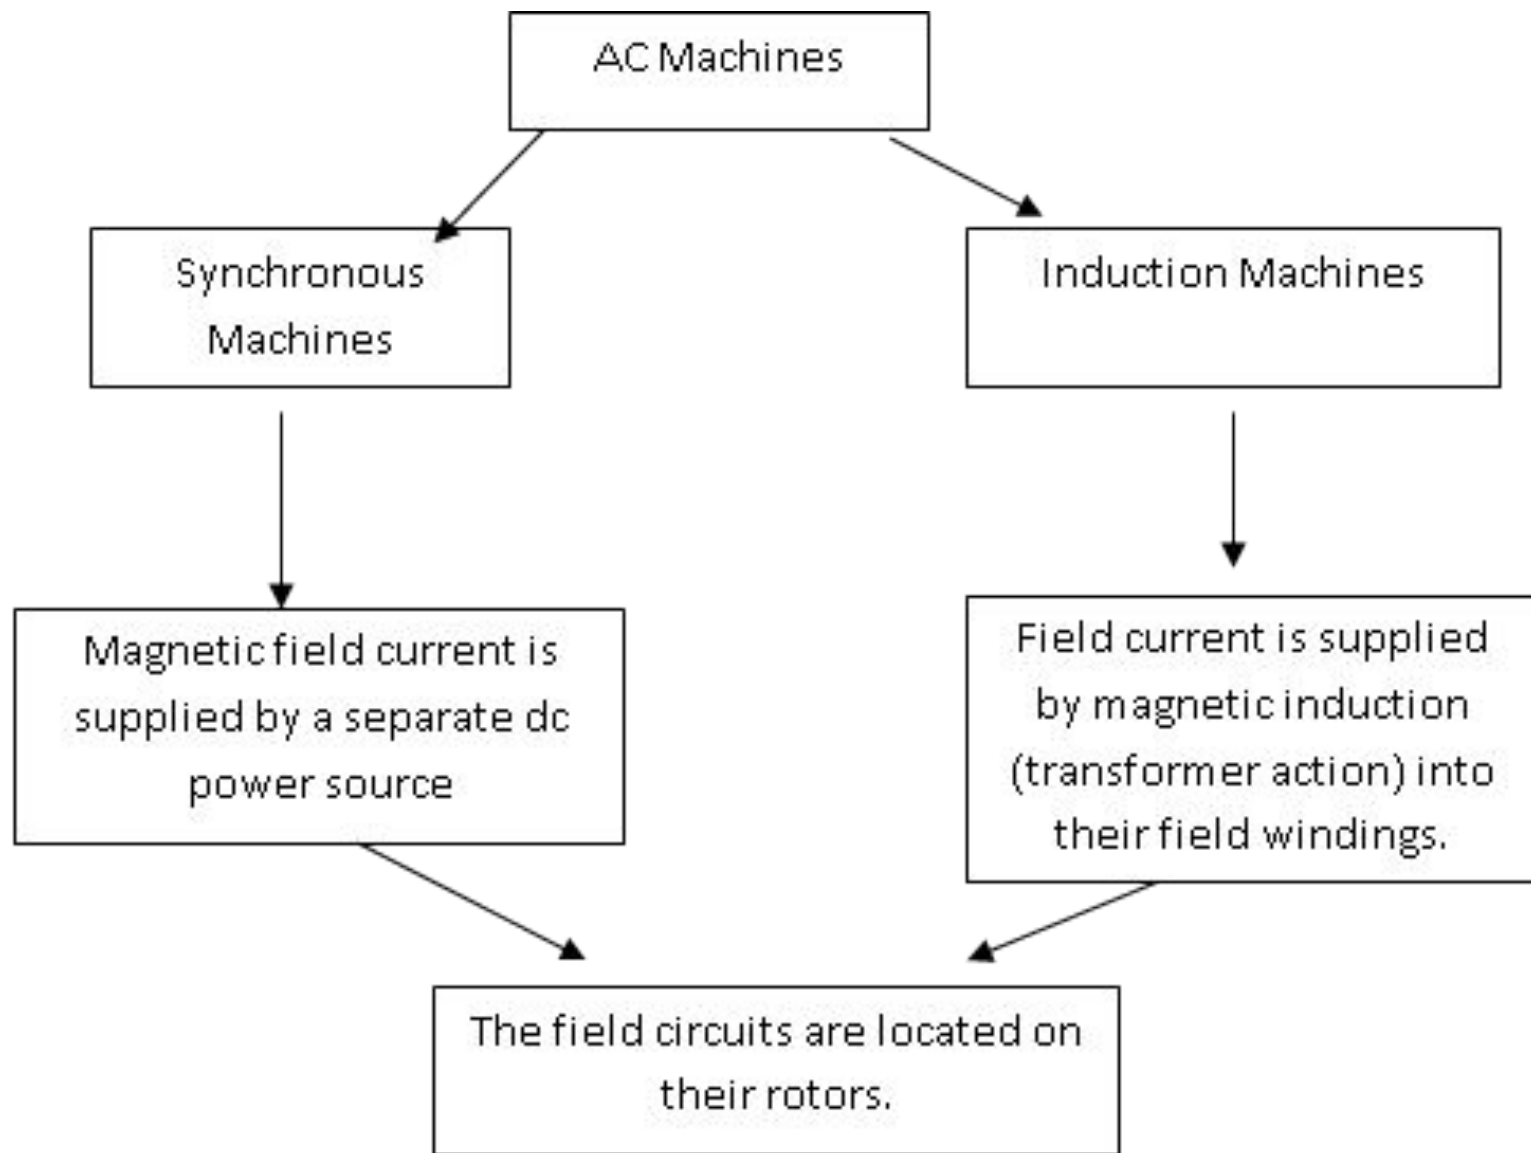 AC Machines
Synchronous
Machines
Induction Machines
Magnetic field current is
supplied by a separate dc
power source
Field current is supplied
by magnetic induction
(transformer action) into
their field windings.
The field circuits are located on
their rotors.